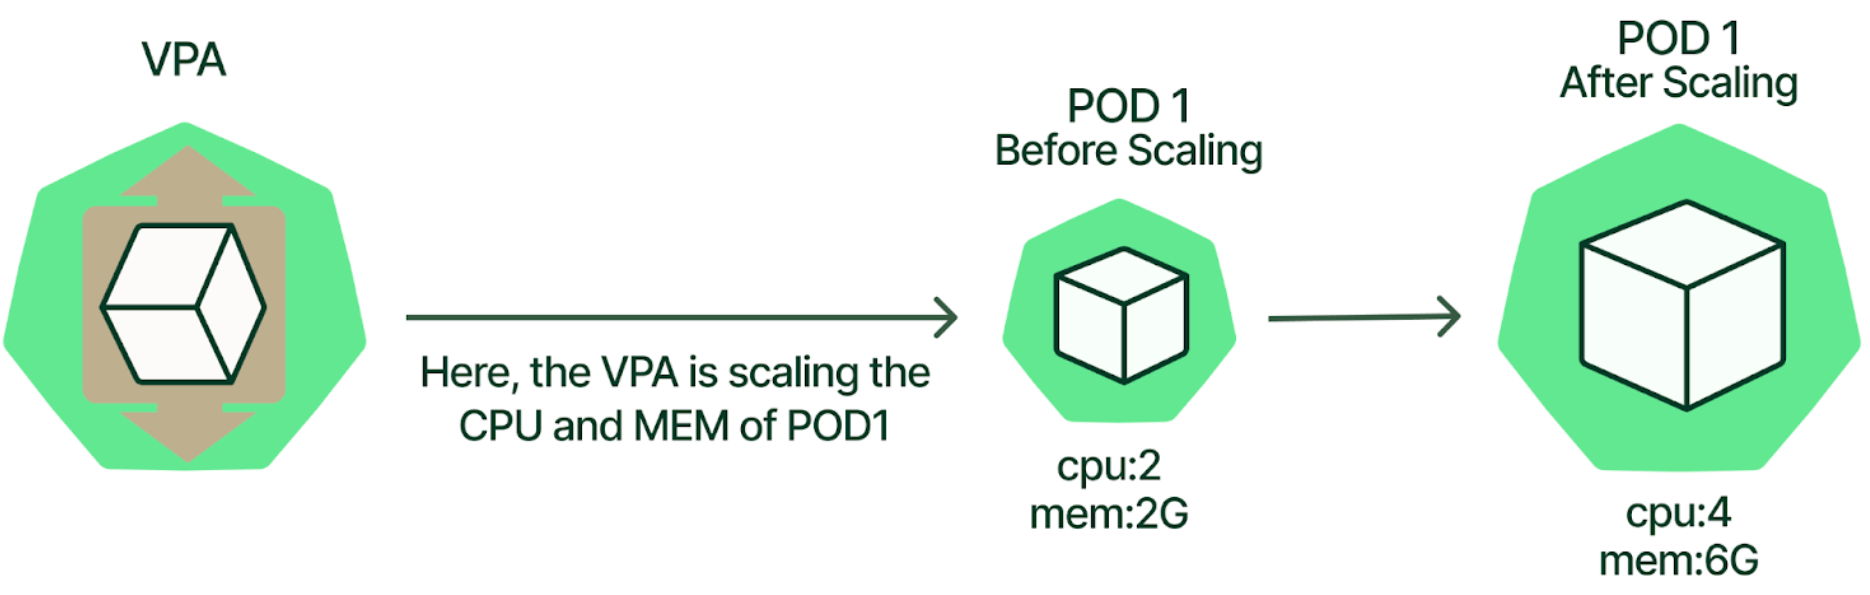 VPA
Here, the VPA is scaling the
CPU and MEM of POD1
POD 1
Before Scaling
cpu:2
mem:2G
POD 1
After Scaling
cpu:4
mem:6G